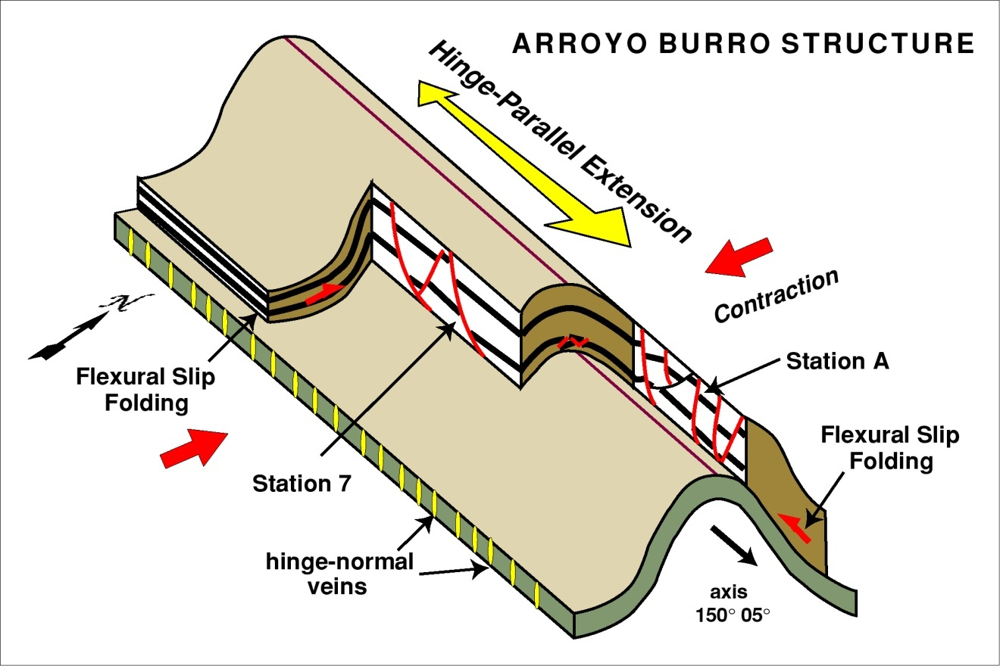 ARROYO BURRO STRUCTURE
Hinge-Parallel Extension
Contraction
Station A
N
Flexural Slip
Folding
Flexural Slip
Folding
Station 7
hinge-normal
veins
axis
150° 05°